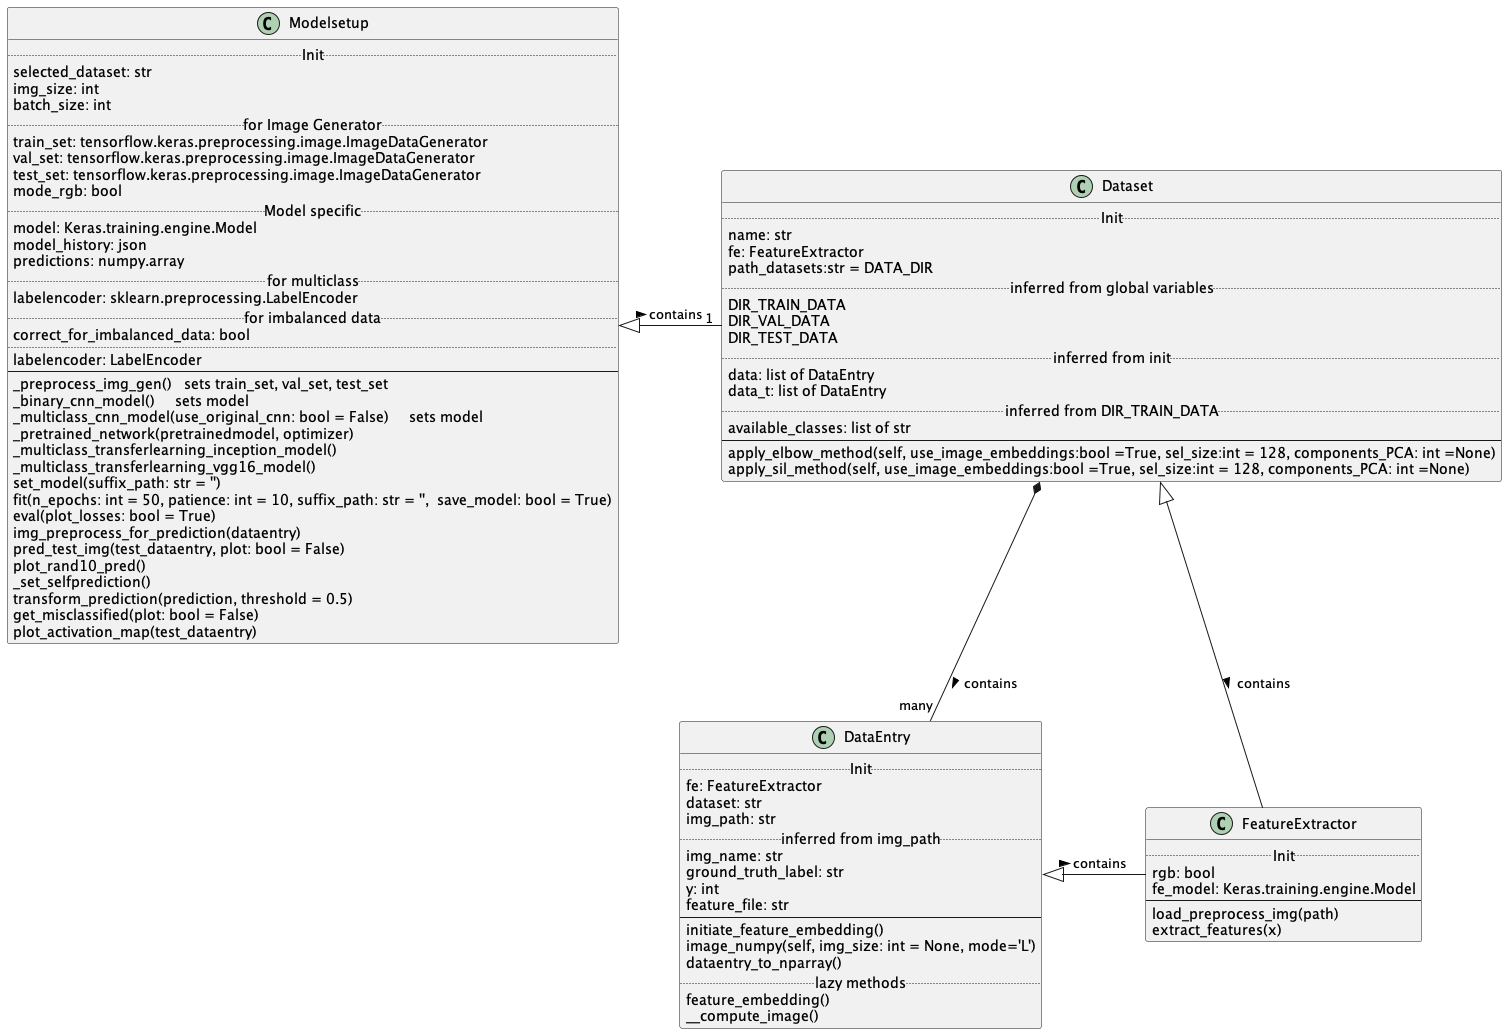 C Modelsetup
Init
selected_dataset: str
img_size: int
batch_size: int
for Image Generator
train_set: tensorflow.keras.preprocessing.image.ImageDataGenerator
val_set: tensorflow.keras.preprocessing.image.ImageDataGenerator
test_set: tensorflow.keras.preprocessing.image.ImageDataGenerator
mode_rgb: bool
Model specific
model: Keras.training.engine.Model
model_history: json
predictions: numpy.array
for multiclass
labelencoder: sklearn.preprocessing.LabelEncoder
for imbalanced data
correct_for_imbalanced_data: bool
labelencoder: LabelEncoder
_preprocess_img_gen()   sets train_set, val_set, test_set
_binary_cnn_model()     sets model
_multiclass_cnn_model(use_original_cnn: bool = False)     sets model
_pretrained_network(pretrainedmodel, optimizer)
_multiclass_transferlearning_inception_model()
_multiclass_transferlearning_vgg16_model()
set_model(suffix_path: str = '')
fit(n_epochs: int = 50, patience: int = 10, suffix_path: str = '',  save_model: bool = True)
eval(plot_losses: bool = True)
img_preprocess_for_prediction(dataentry)
pred_test_img(test_dataentry, plot: bool = False)
plot_rand10_pred()
_set_selfprediction()
transform_prediction(prediction, threshold = 0.5)
get_misclassified(plot: bool = False)
plot_activation_map(test_dataentry)
contains 1
C Dataset
Init
name: str
fe: FeatureExtractor
path_datasets:str = DATA_DIR
inferred from global variables
DIR_TRAIN_DATA
DIR_VAL_DATA
DIR_TEST_DATA
inferred from init
data: list of DataEntry
data_t: list of DataEntry
inferred from DIR_TRAIN_DATA
available_classes: list of str
apply_elbow_method(self, use_image_embeddings:bool =True, sel_size:int = 128, components_PCA: int =None)
apply_sil_method(self, use_image_embeddings:bool =True, sel_size:int = 128, components_PCA: int =None)
contains
many
contains
C DataEntry
Init
fe: FeatureExtractor
dataset: str
img_path: str
inferred from img_path
img_name: str
ground_truth_label: str
y: int
feature_file: str
initiate_feature_embedding()
image_numpy(self, img_size: int = None, mode='L')
dataentry_to_nparray()
lazy methods
feature_embedding()
__compute_image()
contains
C FeatureExtractor
Init
rgb: bool
fe_model: Keras.training.engine.Model
load_preprocess_img(path)
extract_features(x)